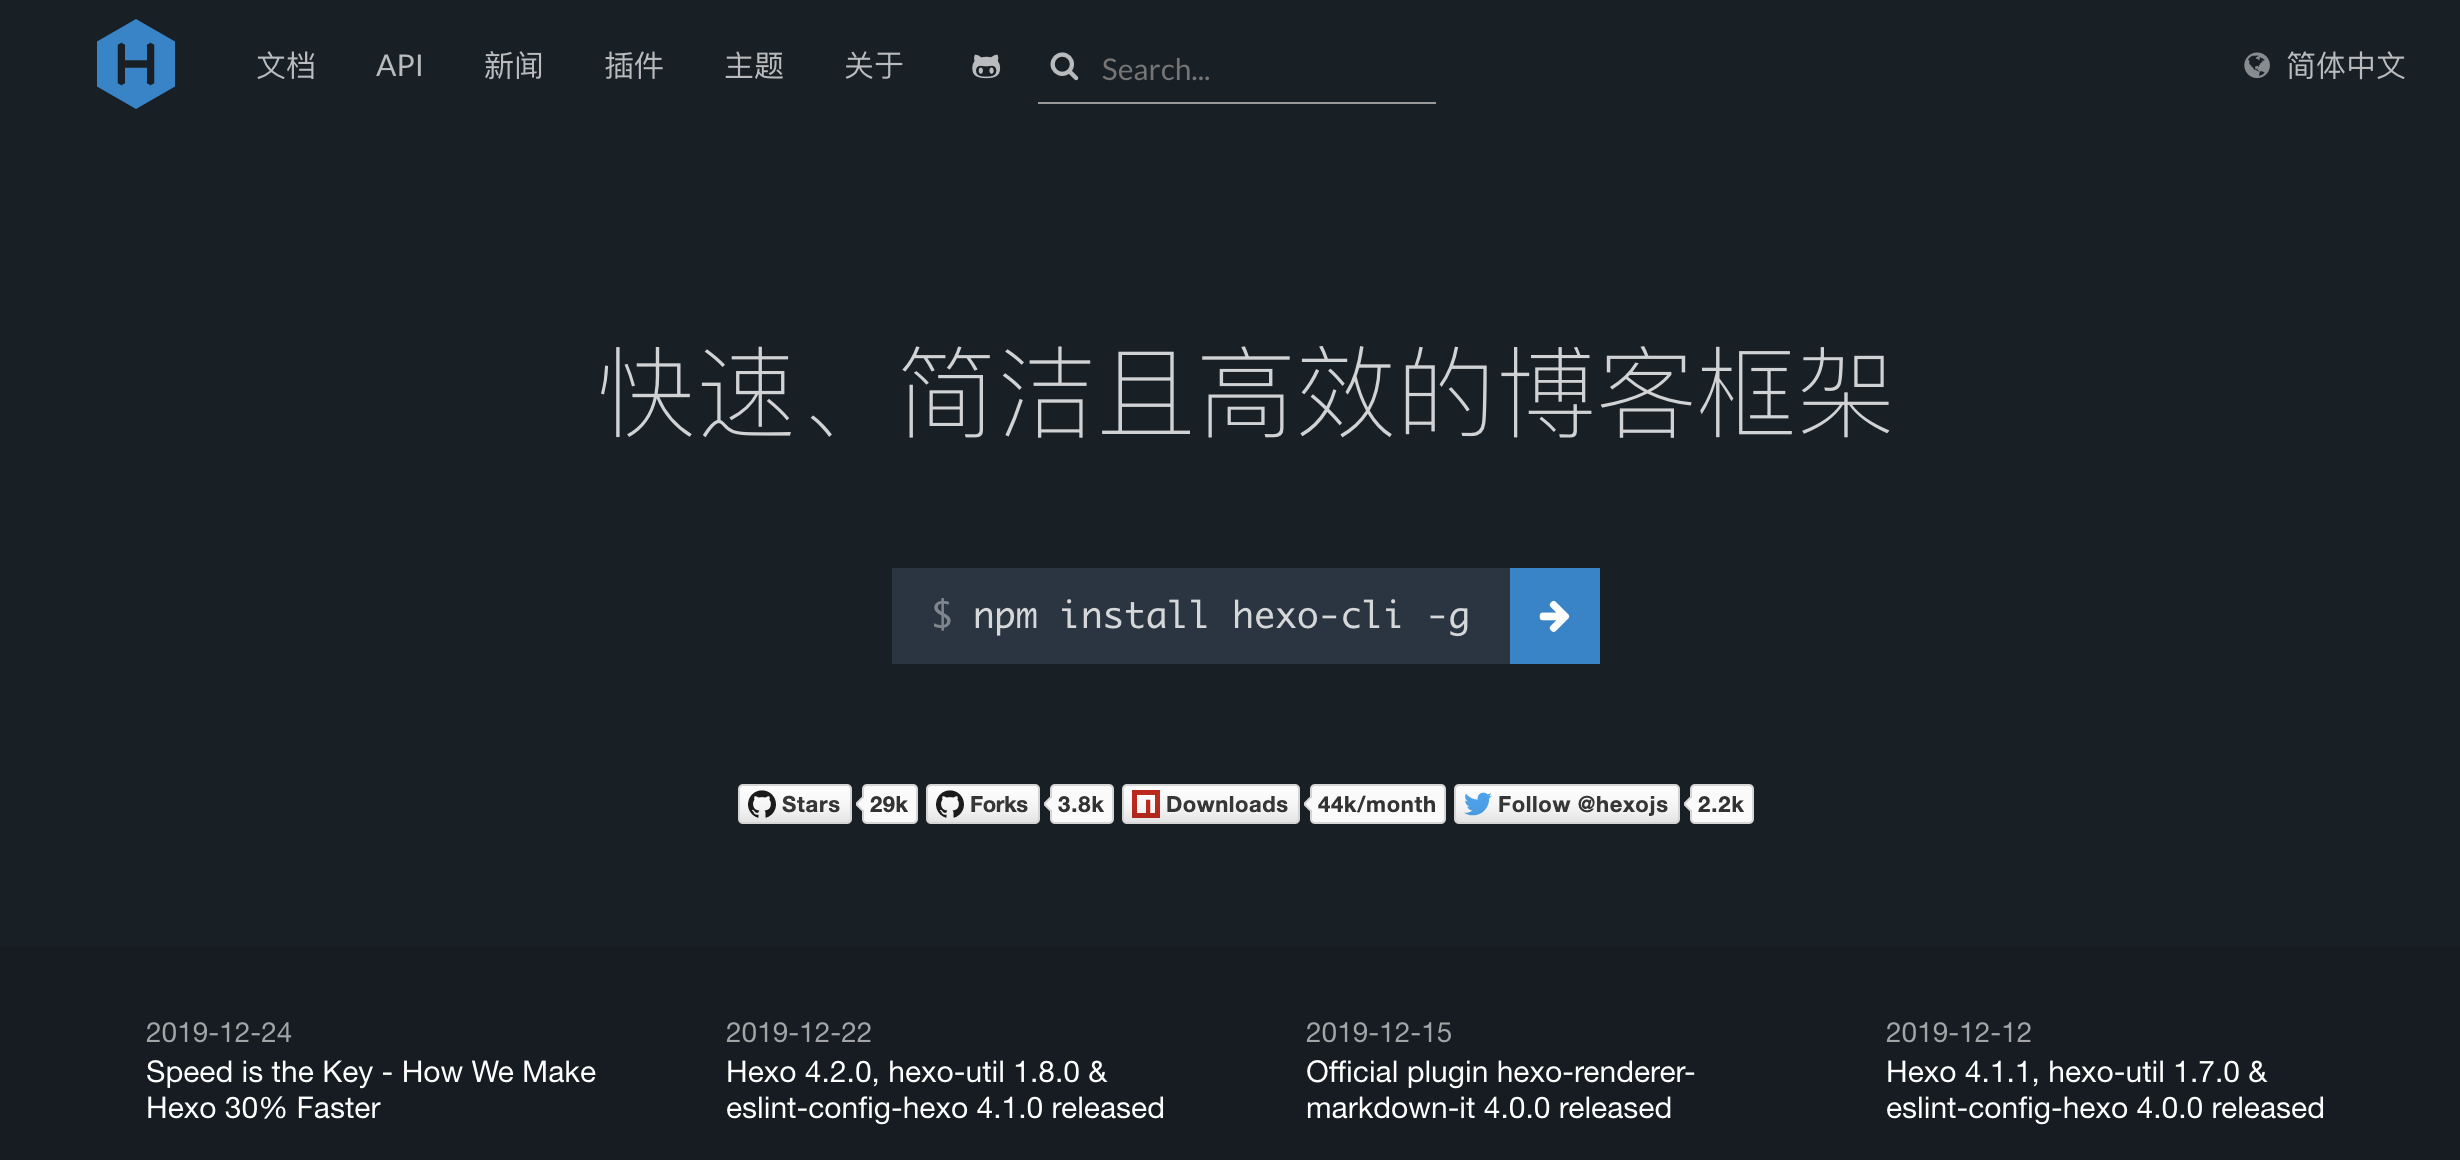 H 文档 API 新闻 插件 主题 关于 Search... 简体中文
快速、简洁且高效的博客框架
$ npm install hexo-cli -g
Stars 29k Forks 3.8k Downloads 44k/month Follow @hexojs 2.2k
2019-12-24
Speed is the Key - How We Make
Hexo 30% Faster
2019-12-22
Hexo 4.2.0, hexo-util 1.8.0 &
eslint-config-hexo 4.1.0 released
2019-12-15
Official plugin hexo-renderer-
markdown-it 4.0.0 released
2019-12-12
Hexo 4.1.1, hexo-util 1.7.0 &
eslint-config-hexo 4.0.0 released